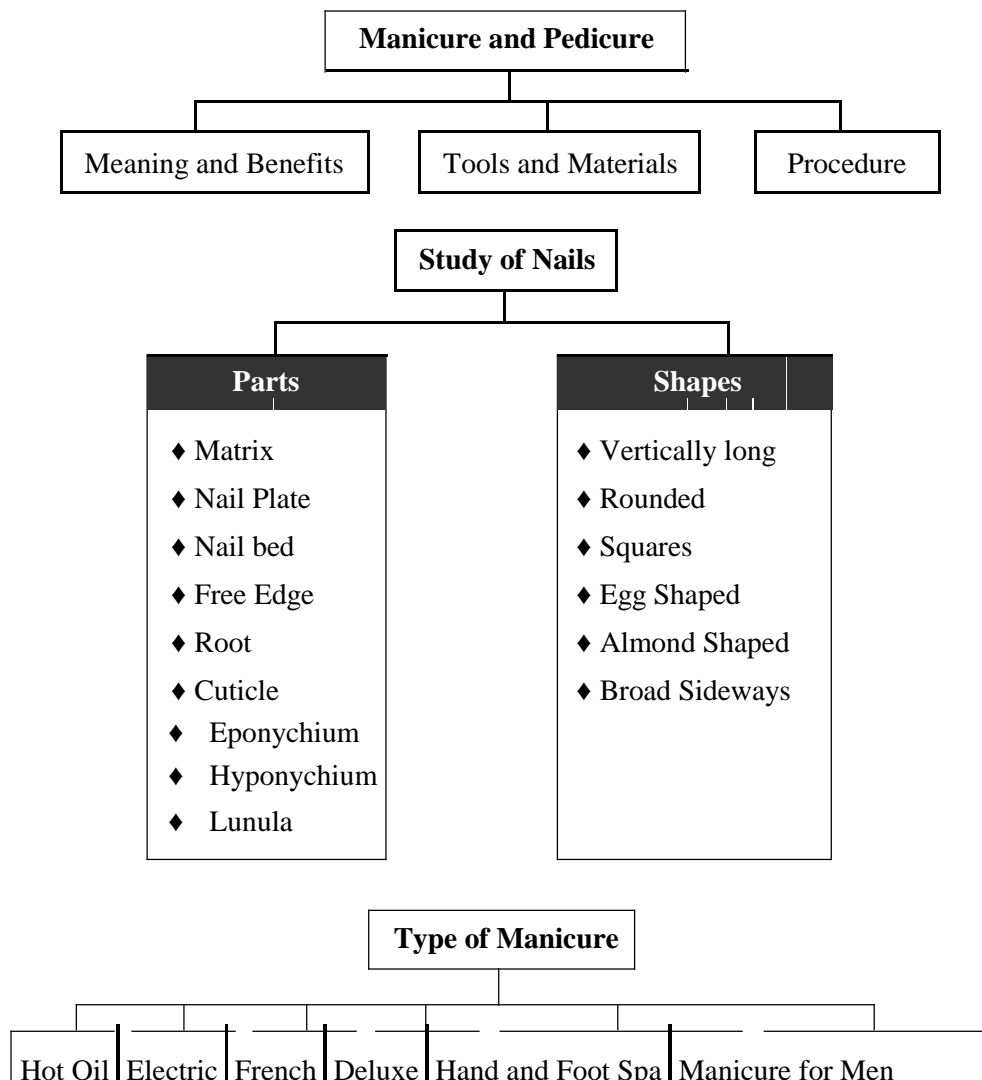 Manicure and Pedicure
Meaning and Benefits Tools and Materials Procedure
Study of Nails
Parts
♦ Matrix
♦ Nail Plate
♦ Nail bed
♦ Free Edge
♦ Root
♦ Cuticle
♦ Eponychium
♦ Hyponychium
♦ Lunula
Shapes
♦ Vertically long
♦ Rounded
♦ Squares
♦ Egg Shaped
♦ Almond Shaped
♦ Broad Sideways
Type of Manicure
Hot Oil Electric French Deluxe Hand and Foot Spa Manicure for Men